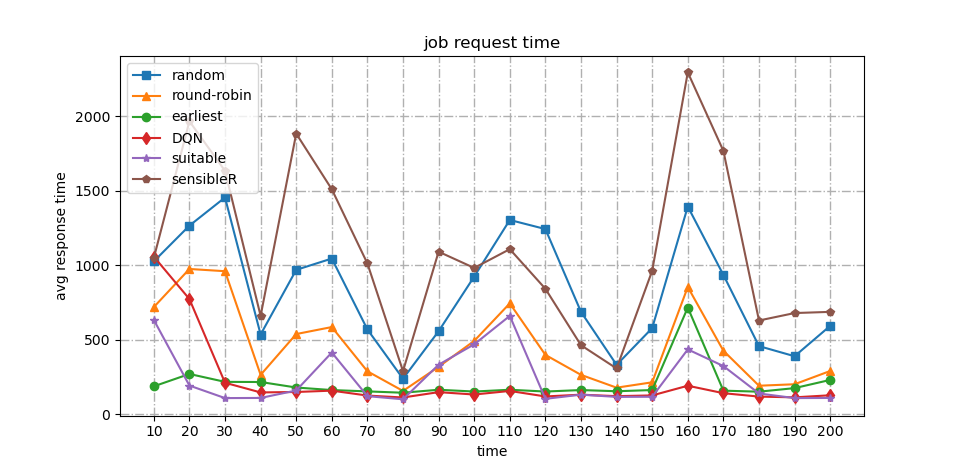 job request time
random
round-robin
earliest
DQN
suitable
sensibleR
avg response time
2000
1500
1000
500
0
10 20 30 40 50 60 70 80 90 100 110 120 130 140 150 160 170 180 190 200
time